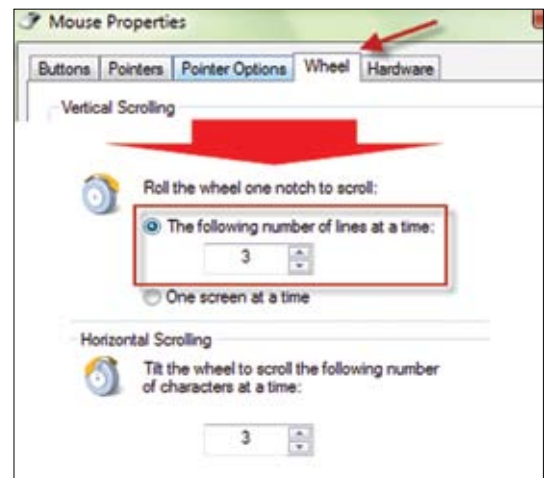 Mouse Properties
Buttons Pointers Pointer Options Wheel Hardware
Vertical Scrolling
Roll the wheel one notch to scroll:
The following number of lines at a time:
3
One screen at a time
Horizontal Scrolling
Tilt the wheel to scroll the following number
of characters at a time:
3